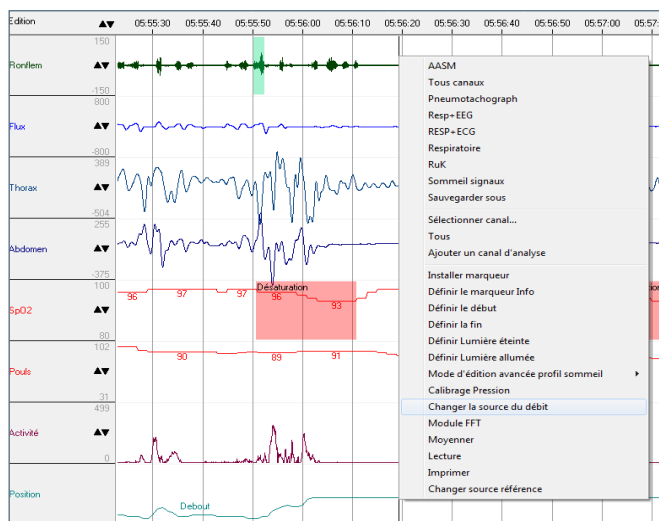 Edition
05:55:30 05:55:40 05:55:50 05:56:00 05:56:10 05:56:20 05:56:30 05:56:40 05:56:50 05:57:00 05:57:
150
Ronflem
-150
800
Flux
-800
389
Thorax
-504
255
Abdomen
-375
100
Désaturation
96 97 97 96 93
SpO2
80
102
Pouls
90 89 91
31
499
Activité
0
Position
Debout
AASM
Tous canaux
Pneumotachograph
Resp+EEG
RESP+ECG
Respiratoire
RuK
Sommeil signaux
Sauvegarder sous
Sélectionner canal...
Tous
Ajouter un canal d'analyse
Installer marqueur
Définir le marqueur Info
Définir le début
Définir la fin
Définir Lumière éteinte
Définir Lumière allumée
Mode d'édition avancée profil sommeil
Calibrage Pression
Changer la source du débit
Module FFT
Moyenner
Lecture
Imprimer
Changer source référence